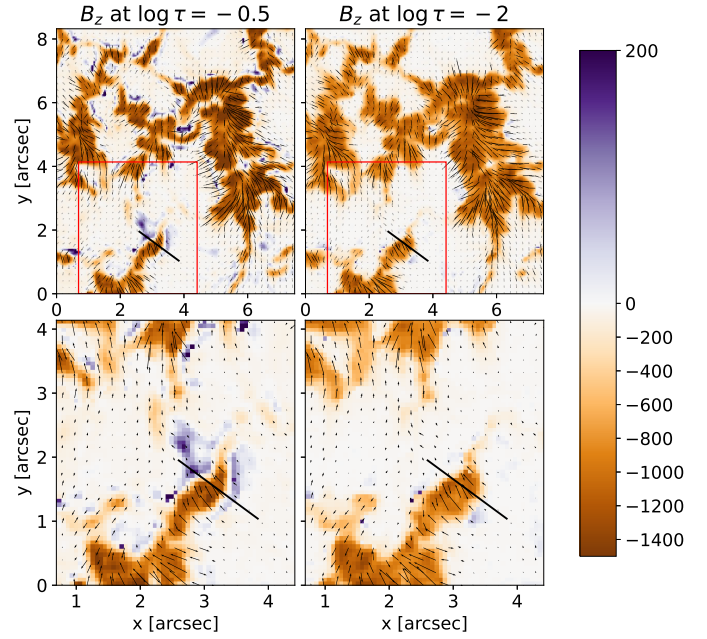 B_z at log τ = −0.5
B_z at log τ = −2
8
6
4
2
0
y [arcsec]
0 2 4 6
0 2 4 6
4
3
2
1
0
y [arcsec]
1 2 3 4
1 2 3 4
x [arcsec]
x [arcsec]
200
0
−200
−400
−600
−800
−1000
−1200
−1400